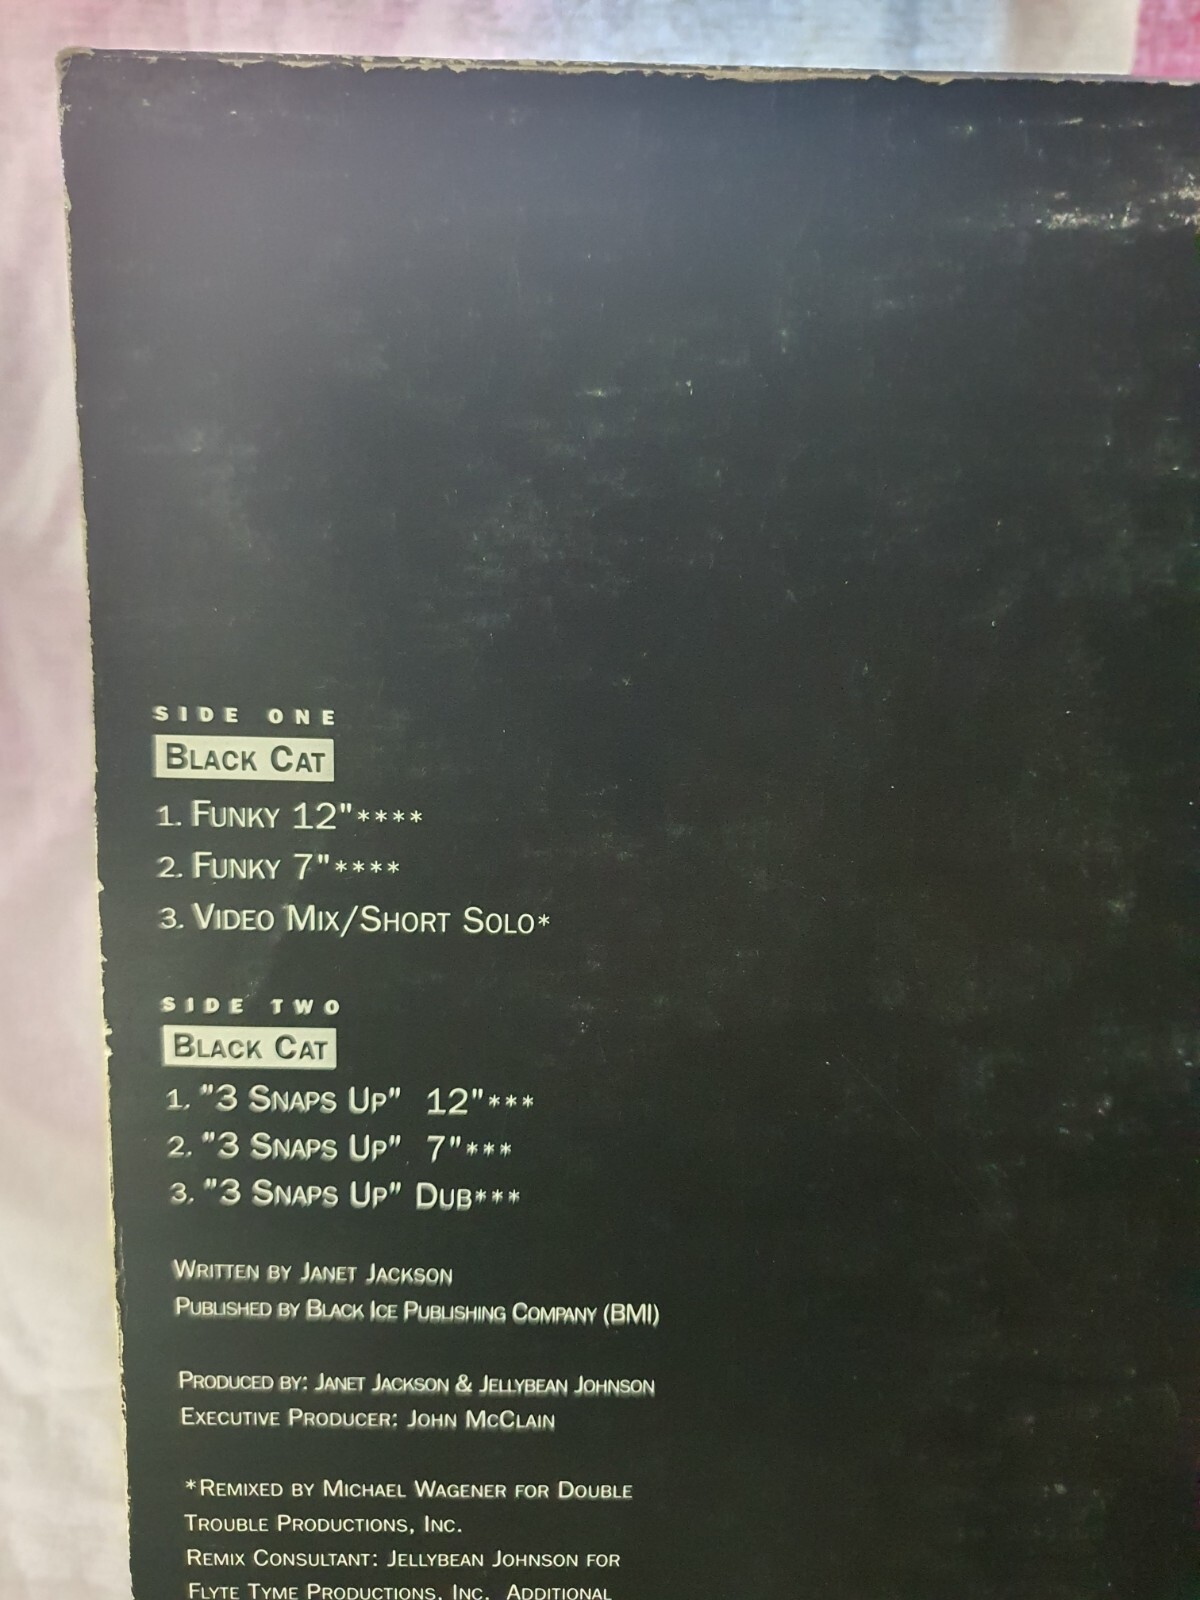 SIDE ONE
BLACK CAT
1. FUNKY 12"****
2. FUNKY 7"****
3. VIDEO MIX/SHORT SOLO*
SIDE TWO
BLACK CAT
1. "3 SNAPS UP" 12"***
2. "3 SNAPS UP" 7"***
3. "3 SNAPS UP" DUB***
WRITTEN BY JANET JACKSON
PUBLISHED BY BLACK ICE PUBLISHING COMPANY (BMI)
PRODUCED BY: JANET JACKSON & JELLYBEAN JOHNSON
EXECUTIVE PRODUCER: JOHN MCCLAIN
*REMIXED BY MICHAEL WAGENER FOR DOUBLE
TROUBLE PRODUCTIONS, INC.
REMIX CONSULTANT: JELLYBEAN JOHNSON FOR
FLYTE TYME PRODUCTIONS, INC. ADDITIONAL